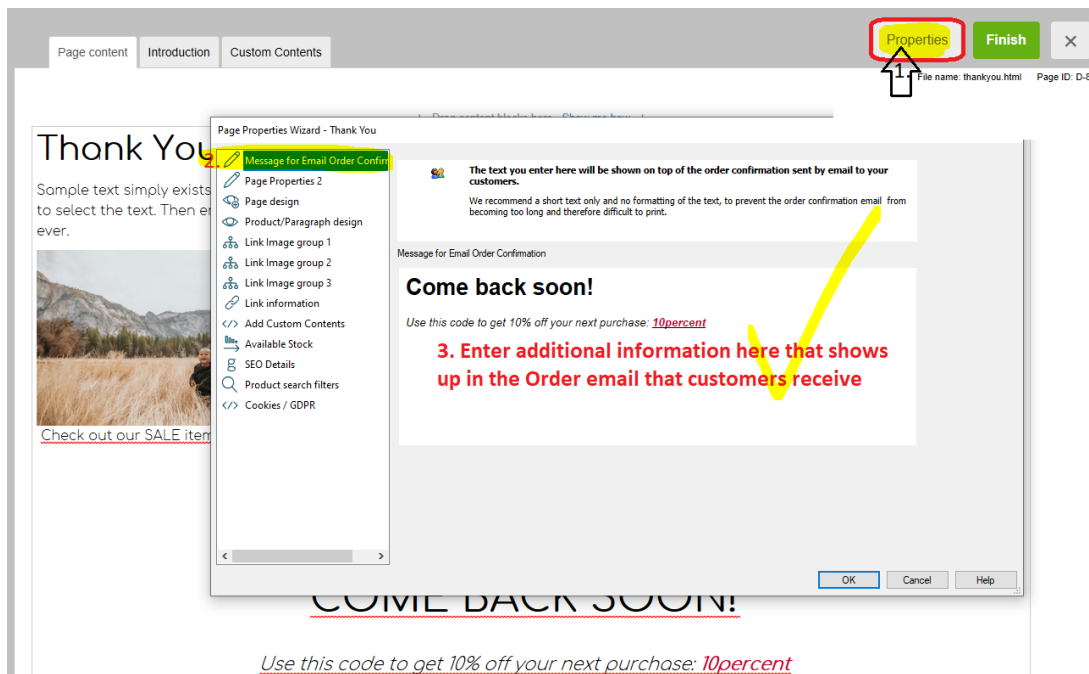 Page content
Introduction
Custom Contents
Properties
Finish
1.
File name: thankyou.html
Page ID: D-8
Show me how
Page Properties Wizard - Thank You
Thank You
2.
Message for Email Order Confirm
Page Properties 2
Page design
Product/Paragraph design
Link Image group 1
Link Image group 2
Link Image group 3
Link information
Add Custom Contents
Available Stock
SEO Details
Product search filters
Cookies / GDPR
Sample text simply exists
to select the text. Then
ever.
The text you enter here will be shown on top of the order confirmation sent by email to your
customers.
We recommend a short text only and no formatting of the text, to prevent the order confirmation email from
becoming too long and therefore difficult to print.
Message for Email Order Confirmation
Come back soon!
Use this code to get 10% off your next purchase: 10percent
3. Enter additional information here that shows
up in the Order email that customers receive
Check out our SALE item
OK
Cancel
Help
COME BACK SOON!
Use this code to get 10% off your next purchase: 10percent